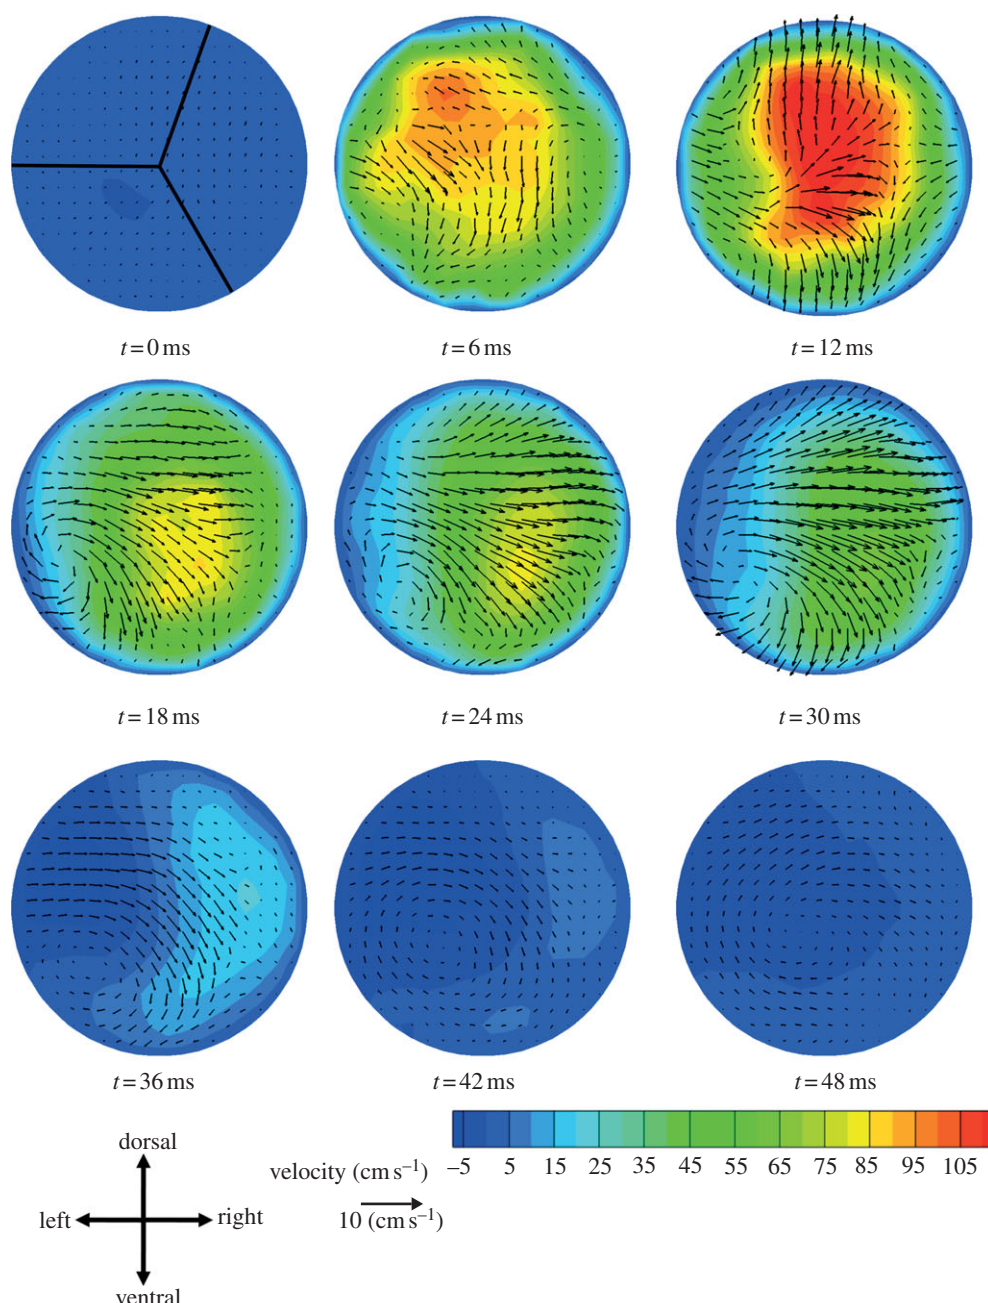 t=0 ms
t=6 ms
t=12 ms
t=18 ms
t=24 ms
t=30 ms
t=36 ms
t=42 ms
t=48 ms
dorsal
left
right
ventral
velocity (cm s⁻¹)
−5 5 15 25 35 45 55 65 75 85 95 105
10 (cm s⁻¹)